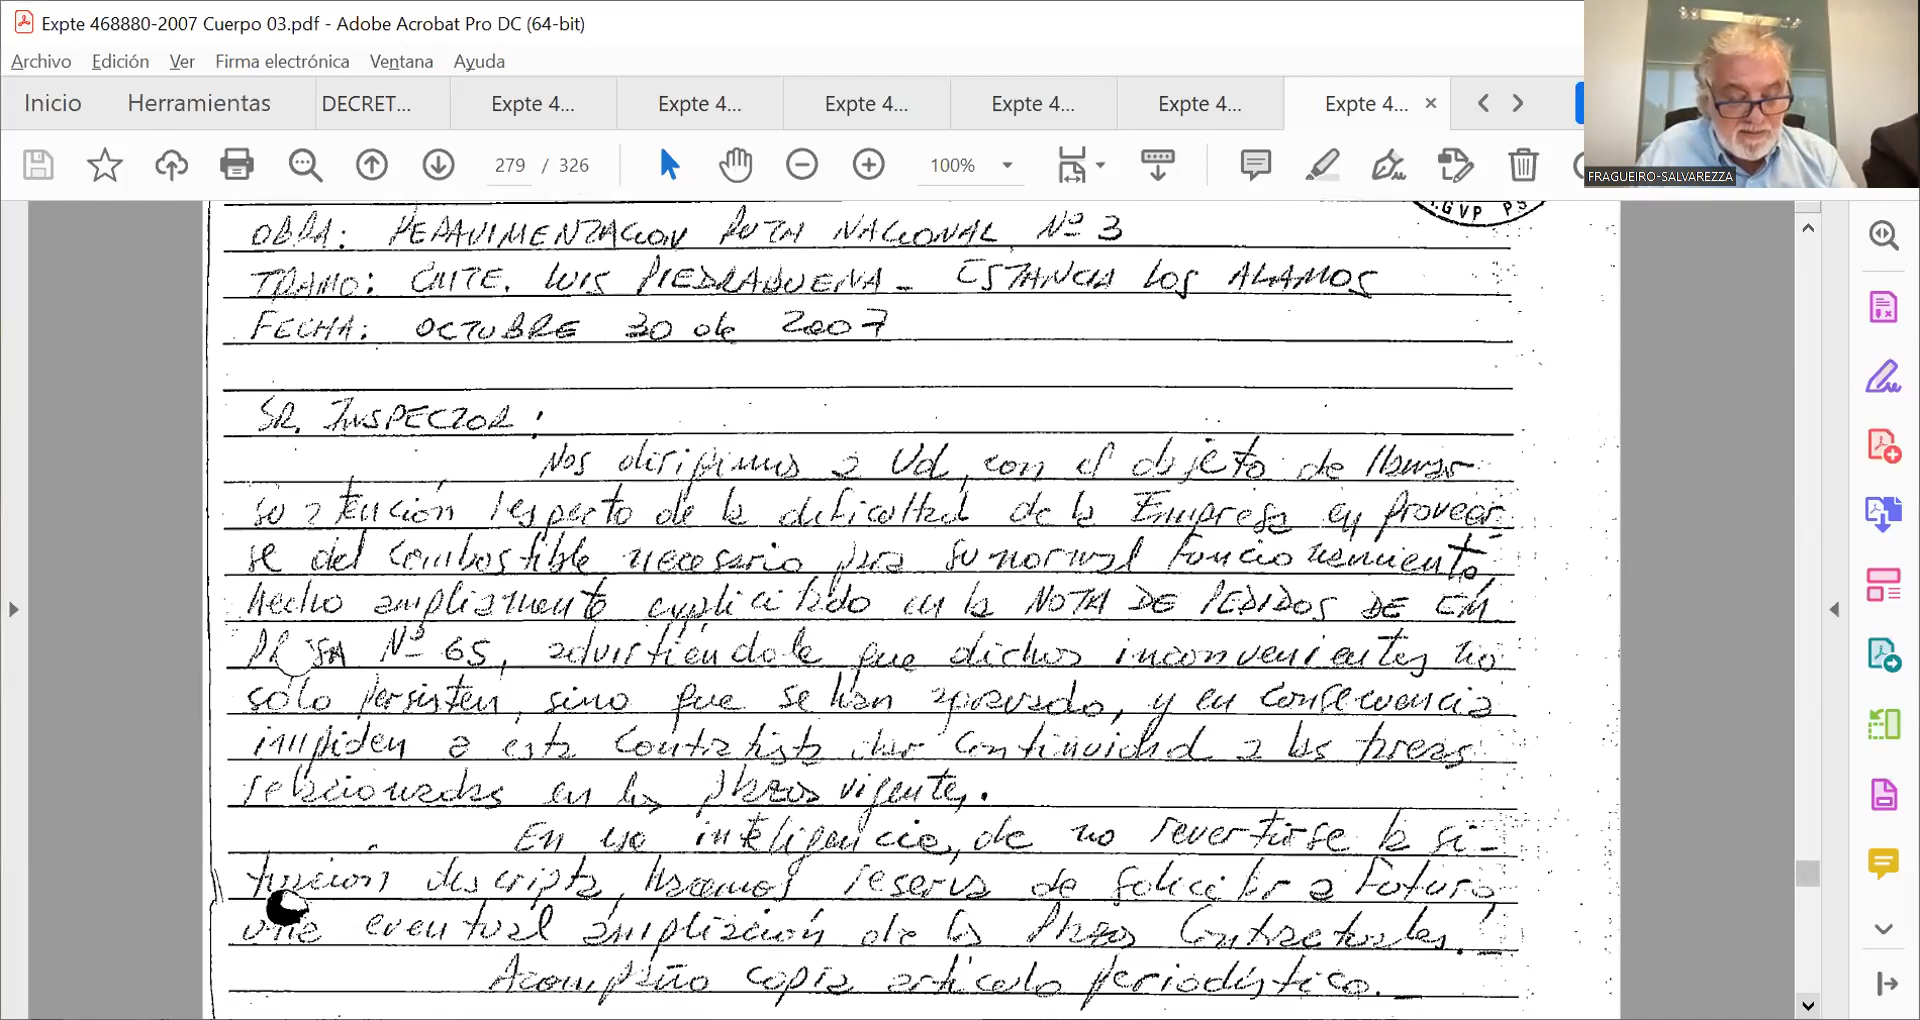 Expte 468880-2007 Cuerpo 03.pdf - Adobe Acrobat Pro DC (64-bit)
Archivo Edición Ver Firma electrónica Ventana Ayuda
Inicio Herramientas DECRET... Expte 4... Expte 4... Expte 4... Expte 4... Expte 4... Expte 4... ×
279 / 326 100%
FRAGUEIRO-SALVAREZZA
.GVP PS
OBRA: REPAVIMENTACION RUTA NACIONAL Nº 3
TRAMO: CMTE. LUIS PIEDRABUENA - ESTANCIA LOS ALAMOS
FECHA: OCTUBRE 30 de 2007
SR. INSPECTOR:
Nos dirigimos a Ud, con el objeto de llamar
su atención respecto de la dificultad de la Empresa en proveer-
se del combustible necesario para su normal funcionamiento,
hecho ampliamente explicitado en la NOTA DE PEDIDOS DE EM
PRESA Nº 65, advirtiéndole que dichos inconvenientes no
sólo persisten, sino que se han agravado, y en consecuencia
impiden a esta Contratista dar continuidad a las tareas
relacionadas en los plazos vigentes.
En esa inteligencia, de no revertirse la si-
tuación descripta, hacemos reserva de solicitar a futuro,
una eventual ampliación de los Plazos Contractuales.-
Acompaño copia artículo periodístico.-